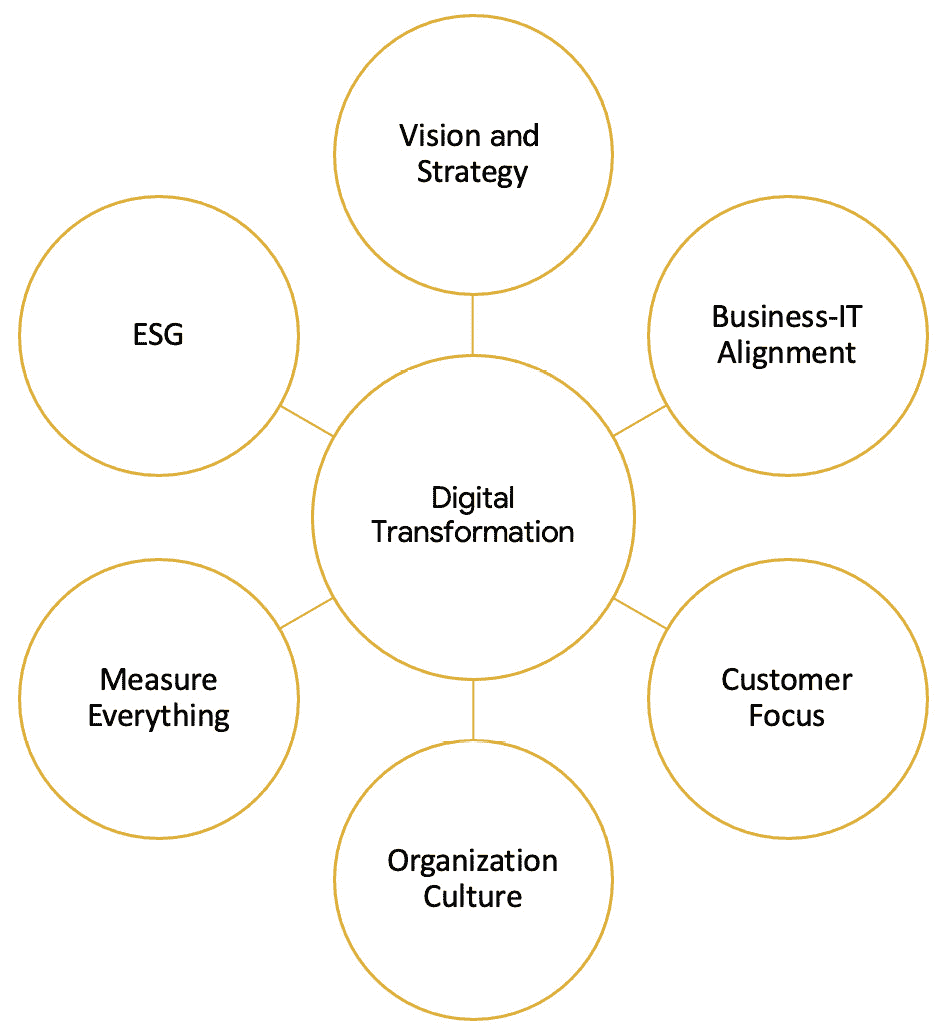 Vision and
Strategy
ESG
Business-IT
Alignment
Digital
Transformation
Measure
Everything
Customer
Focus
Organization
Culture